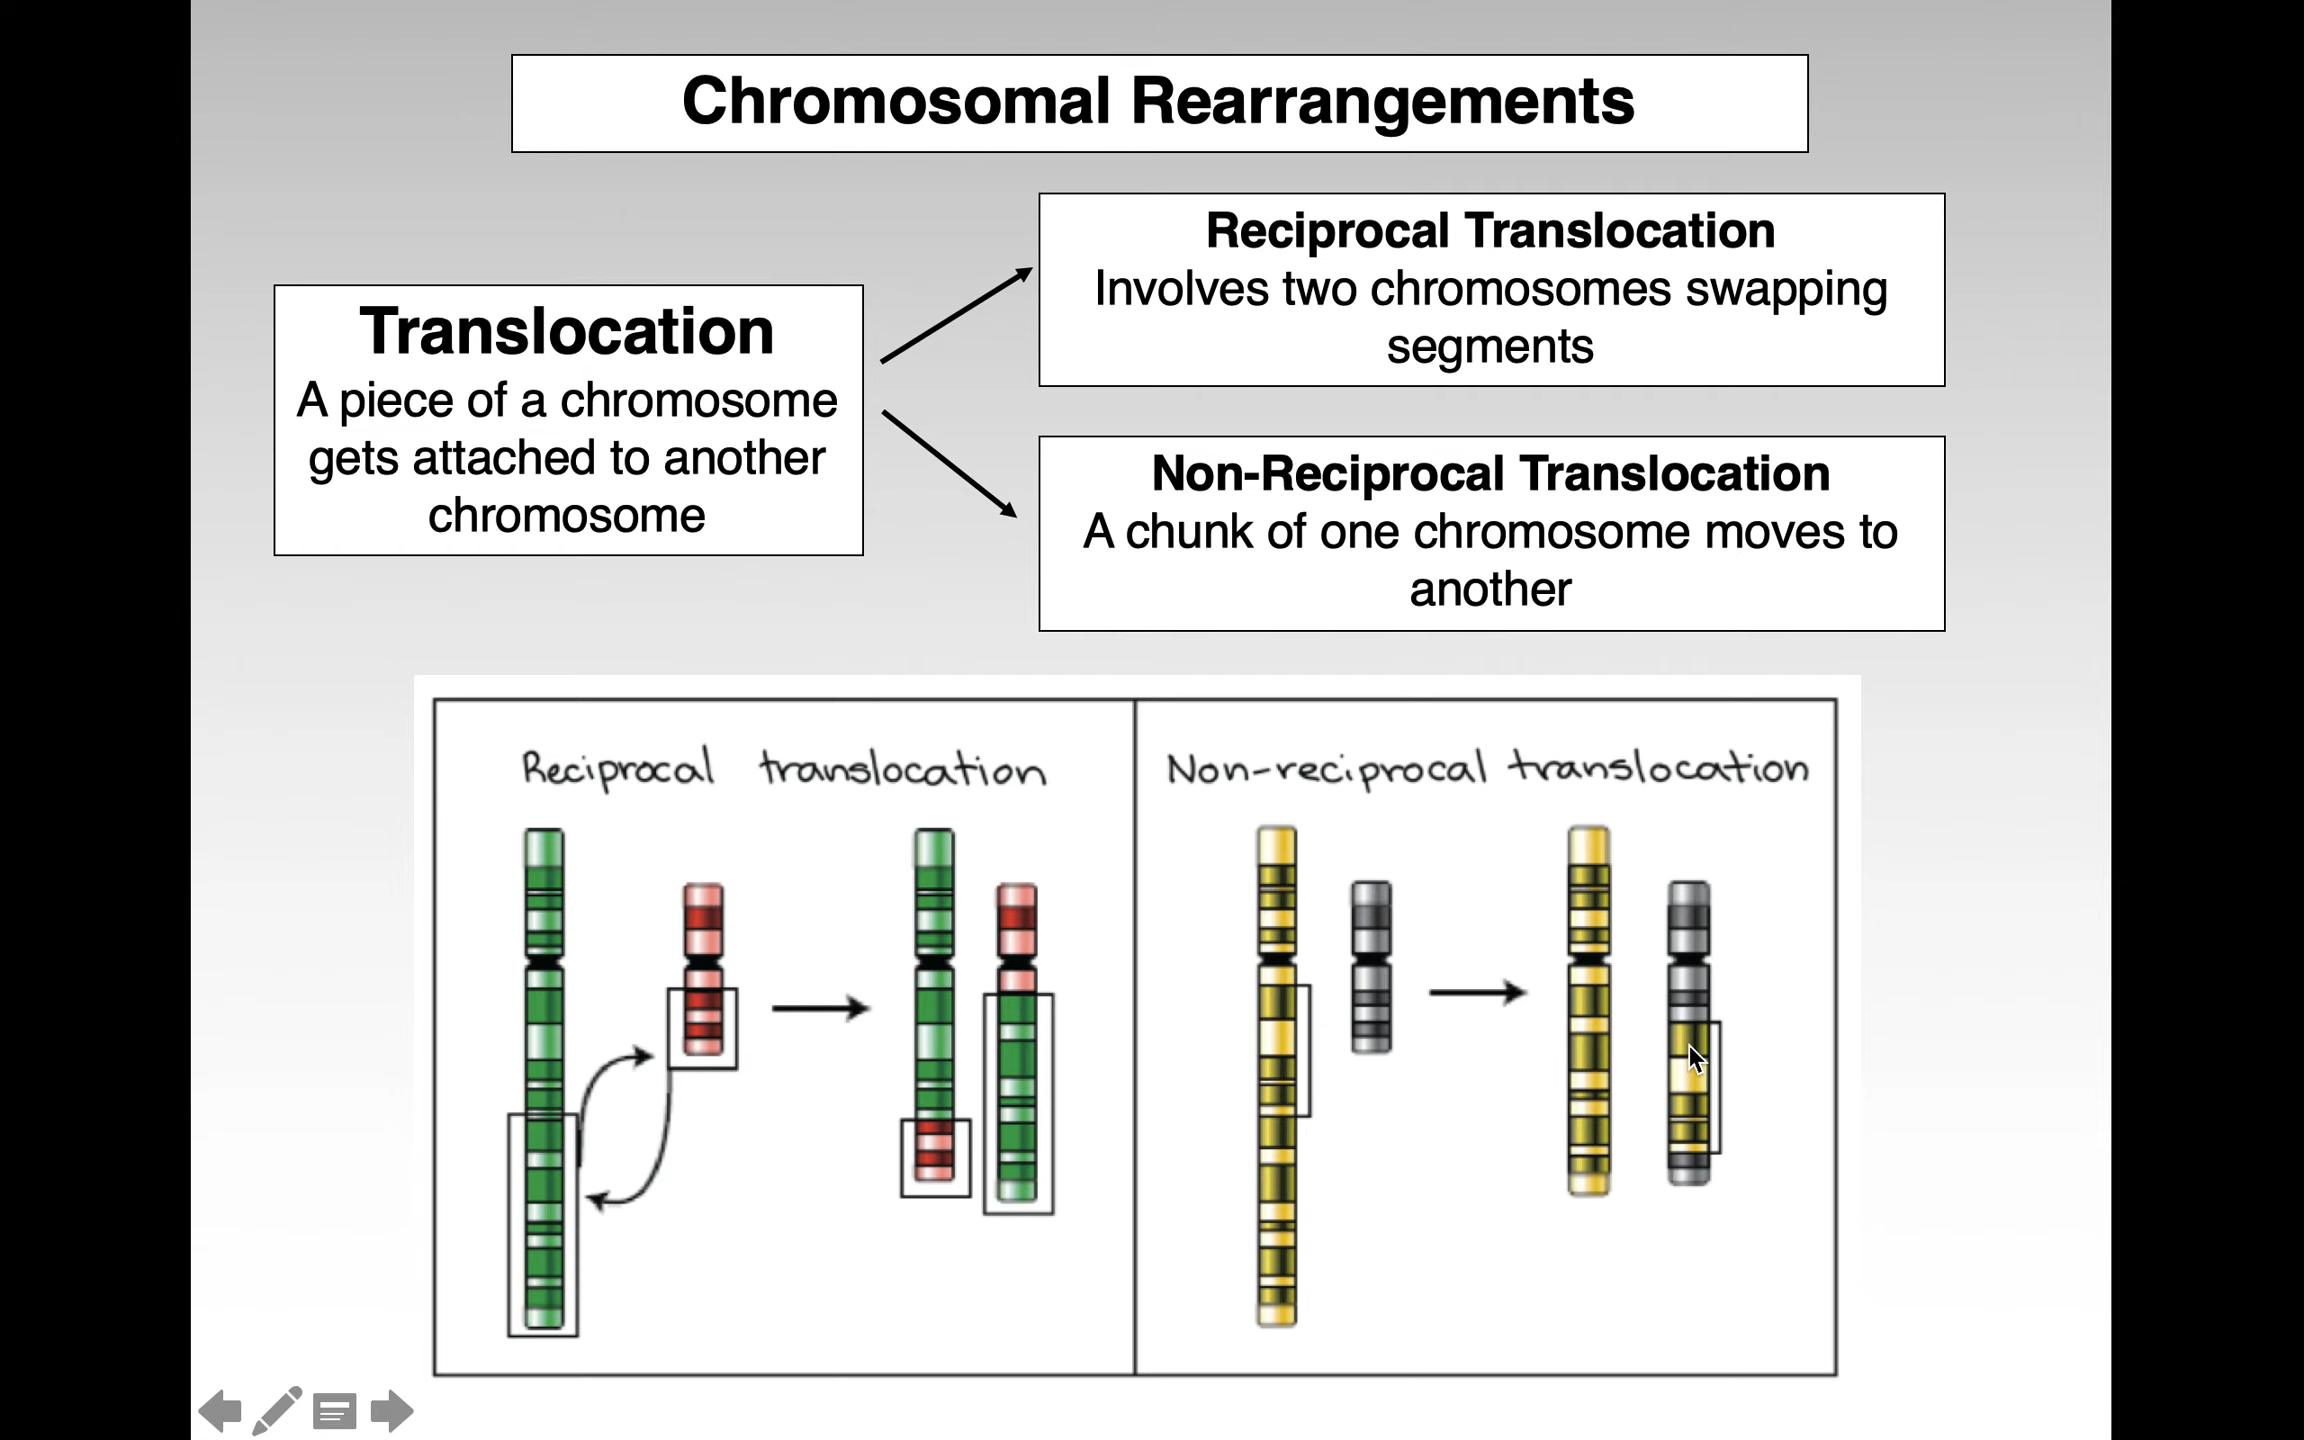 Chromosomal Rearrangements
Translocation
A piece of a chromosome
gets attached to another
chromosome
Reciprocal Translocation
Involves two chromosomes swapping
segments
Non-Reciprocal Translocation
A chunk of one chromosome moves to
another
Reciprocal translocation
Non-reciprocal translocation